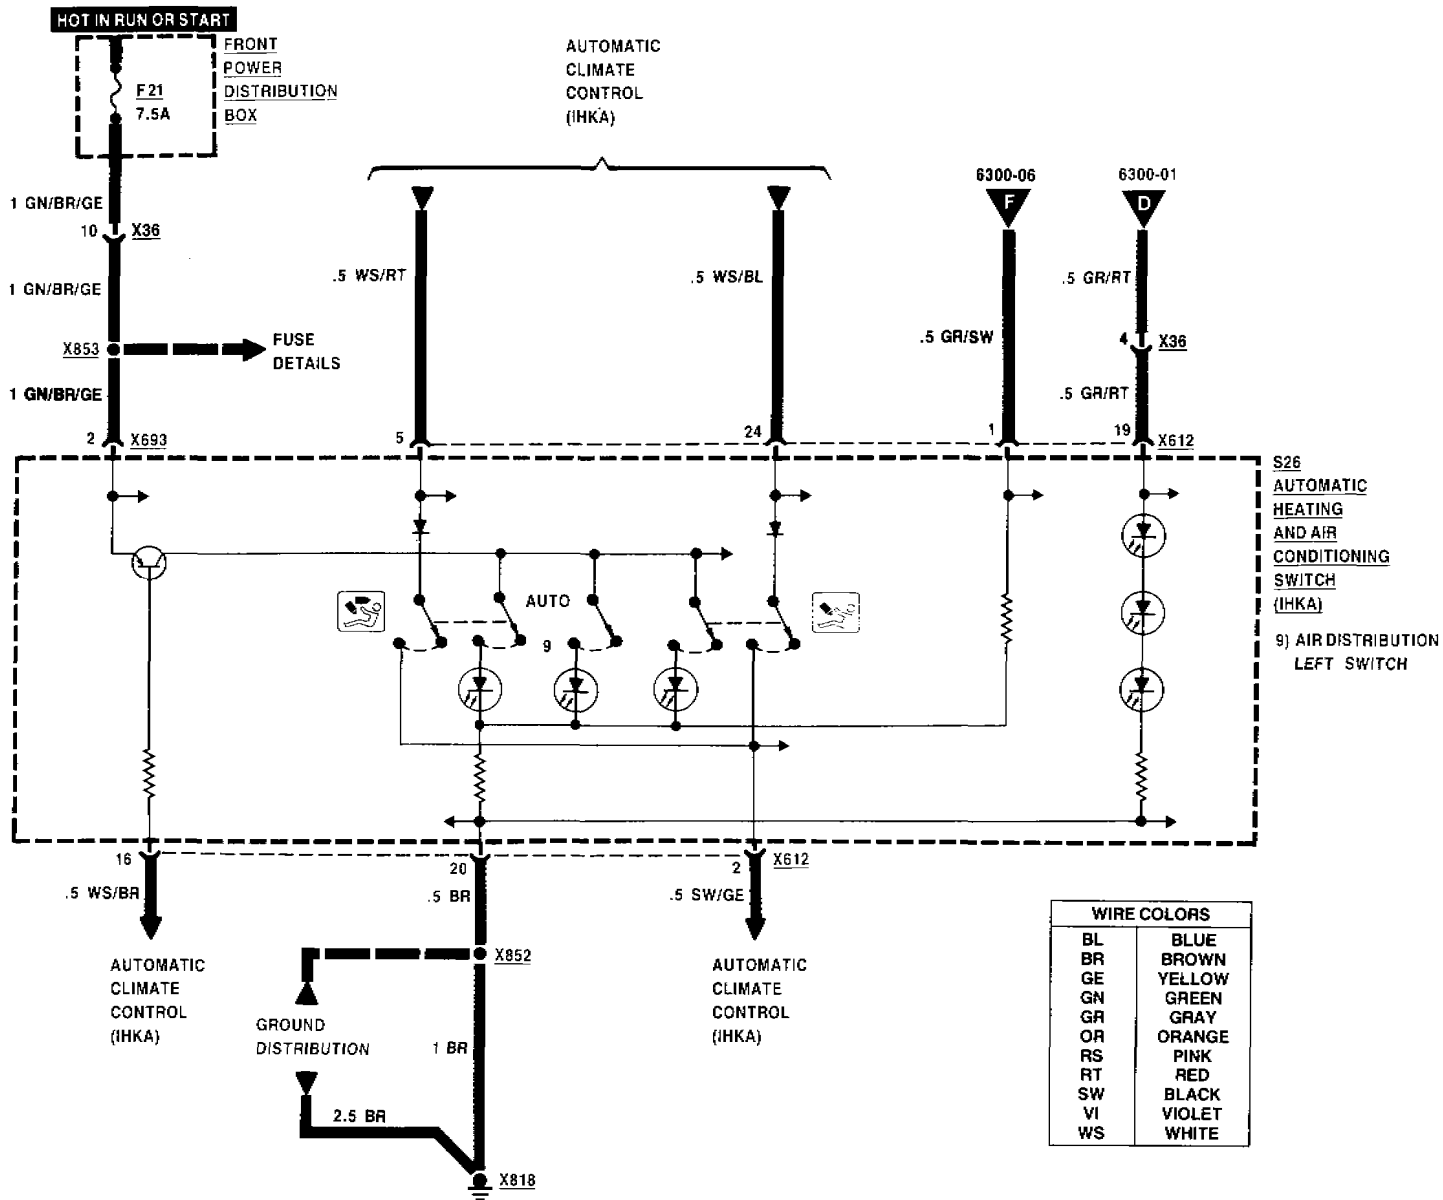 HOT IN RUN OR START
FRONT
POWER
DISTRIBUTION
BOX
F21
7.5A
AUTOMATIC
CLIMATE
CONTROL
(IHKA)
6300-06
F
6300-01
D
1 GN/BR/GE
10 X36
1 GN/BR/GE
.5 WS/RT
.5 WS/BL
.5 GR/SW
.5 GR/RT
4 X36
X853
FUSE
DETAILS
1 GN/BR/GE
.5 GR/RT
2 X693
5
24
1
19
X612
S26
AUTOMATIC
HEATING
AND AIR
CONDITIONING
SWITCH
(IHKA)
9) AIR DISTRIBUTION
LEFT SWITCH
AUTO
9
16
20
2
X612
.5 WS/BR
.5 BR
.5 SW/GE
AUTOMATIC
CLIMATE
CONTROL
(IHKA)
X852
AUTOMATIC
CLIMATE
CONTROL
(IHKA)
GROUND
DISTRIBUTION
1 BR
2.5 BR
X818
WIRE COLORS
BL BLUE
BR BROWN
GE YELLOW
GN GREEN
GR GRAY
OR ORANGE
RS PINK
RT RED
SW BLACK
VI VIOLET
WS WHITE